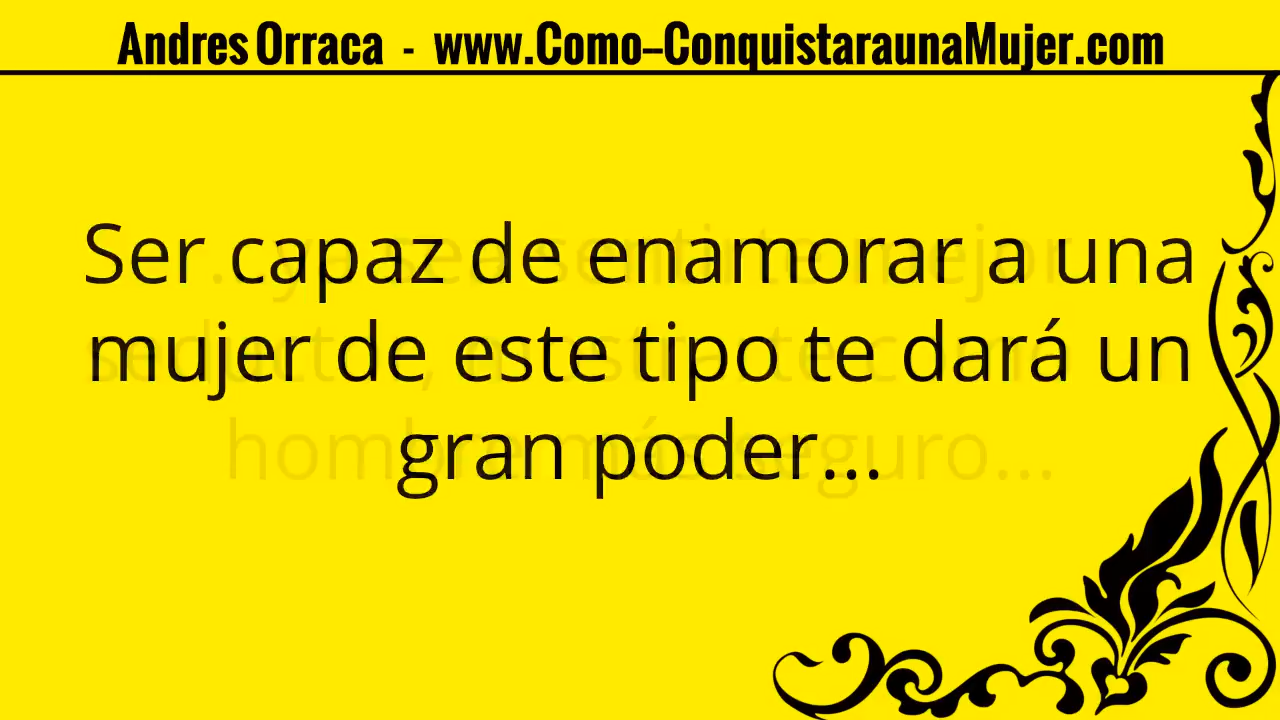 Andres Orraca - www.Como--ConquistaraunaMujer.com
Ser capaz de enamorar a una
mujer de este tipo te dará un
gran poder...